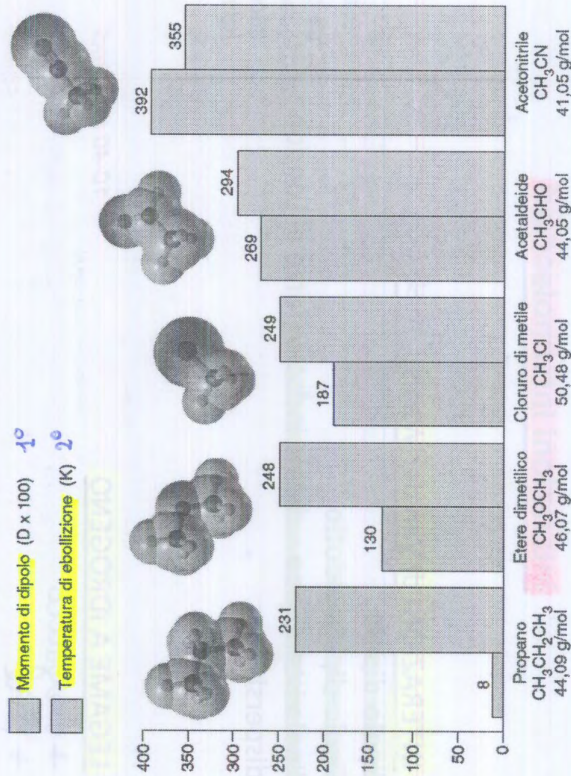 Momento di dipolo (D x 100) 1°
Temperatura di ebollizione (K) 2°
400
350
300
250
200
150
100
50
0
8
231
130
248
187
249
269
294
392
355
Propano
CH₃CH₂CH₃
44,09 g/mol
Etere dimetilico
CH₃OCH₃
46,07 g/mol
Cloruro di metile
CH₃Cl
50,48 g/mol
Acetaldeide
CH₃CHO
44,05 g/mol
Acetonitrile
CH₃CN
41,05 g/mol